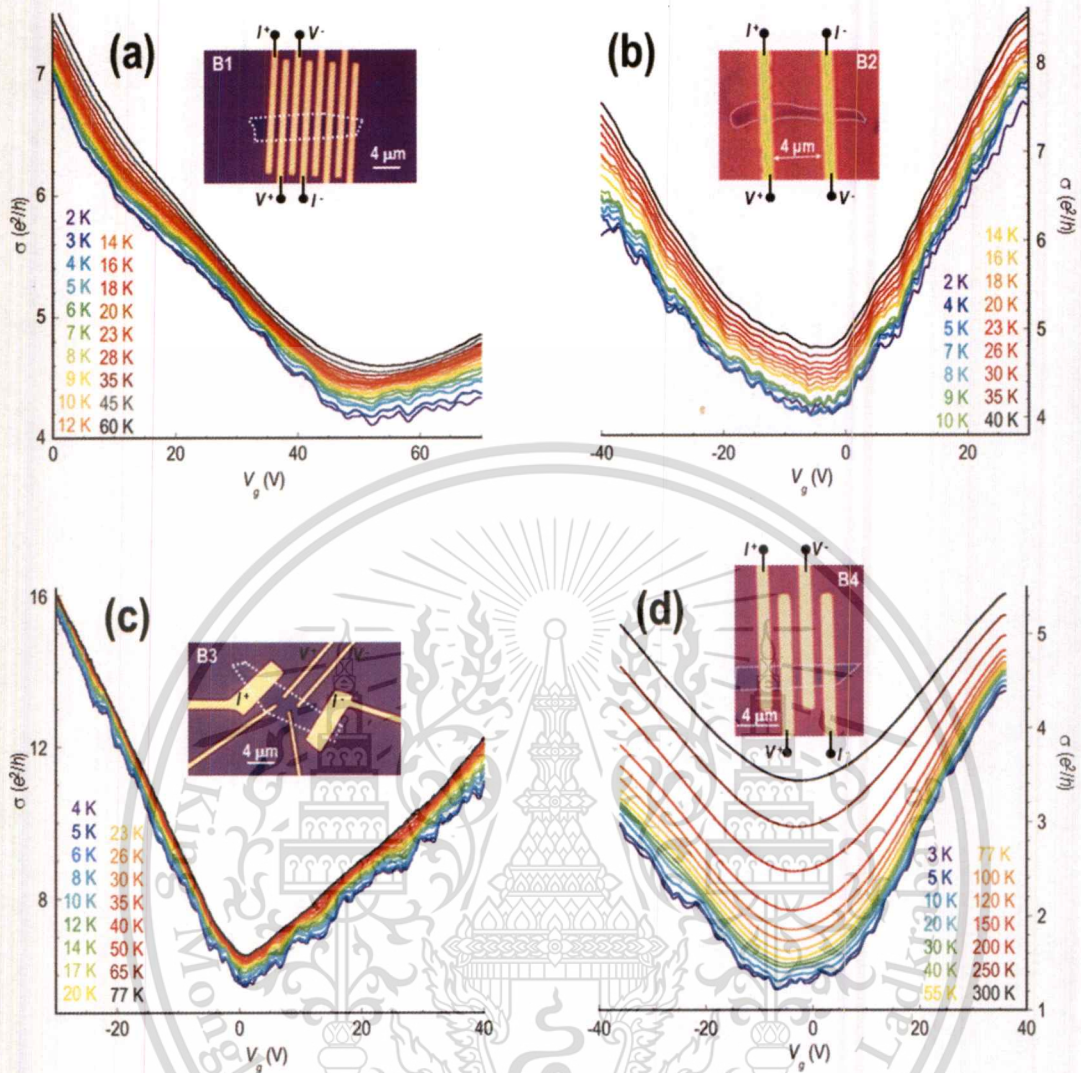 (a)
I⁺ V⁻
B1
4 μm
V⁺ I⁻
7
6
5
4
σ (e²/h)
2 K
3 K 14 K
4 K 16 K
5 K 18 K
6 K 20 K
7 K 23 K
8 K 28 K
9 K 35 K
10 K 45 K
12 K 60 K
0 20 40 60
V_g (V)
(b)
I⁺ I⁻
B2
4 μm
V⁺ V⁻
8
7
6
5
4
σ (e²/h)
14 K
16 K
2 K 18 K
4 K 20 K
5 K 23 K
7 K 26 K
8 K 30 K
9 K 35 K
10 K 40 K
-40 -20 0 20
V_g (V)
(c)
B3
V⁺ V⁻
I⁺ I⁻
4 μm
16
12
8
σ (e²/h)
4 K
5 K 23 K
6 K 26 K
8 K 30 K
10 K 35 K
12 K 40 K
14 K 50 K
17 K 65 K
20 K 77 K
-20 0 20 40
V_g (V)
(d)
I⁺ V⁻
B4
4 μm
V⁺ I⁻
5
4
3
2
1
σ (e²/h)
3 K 77 K
5 K 100 K
10 K 120 K
20 K 150 K
30 K 200 K
40 K 250 K
55 K 300 K
-40 -20 0 20 40
V_g (V)
King Mong